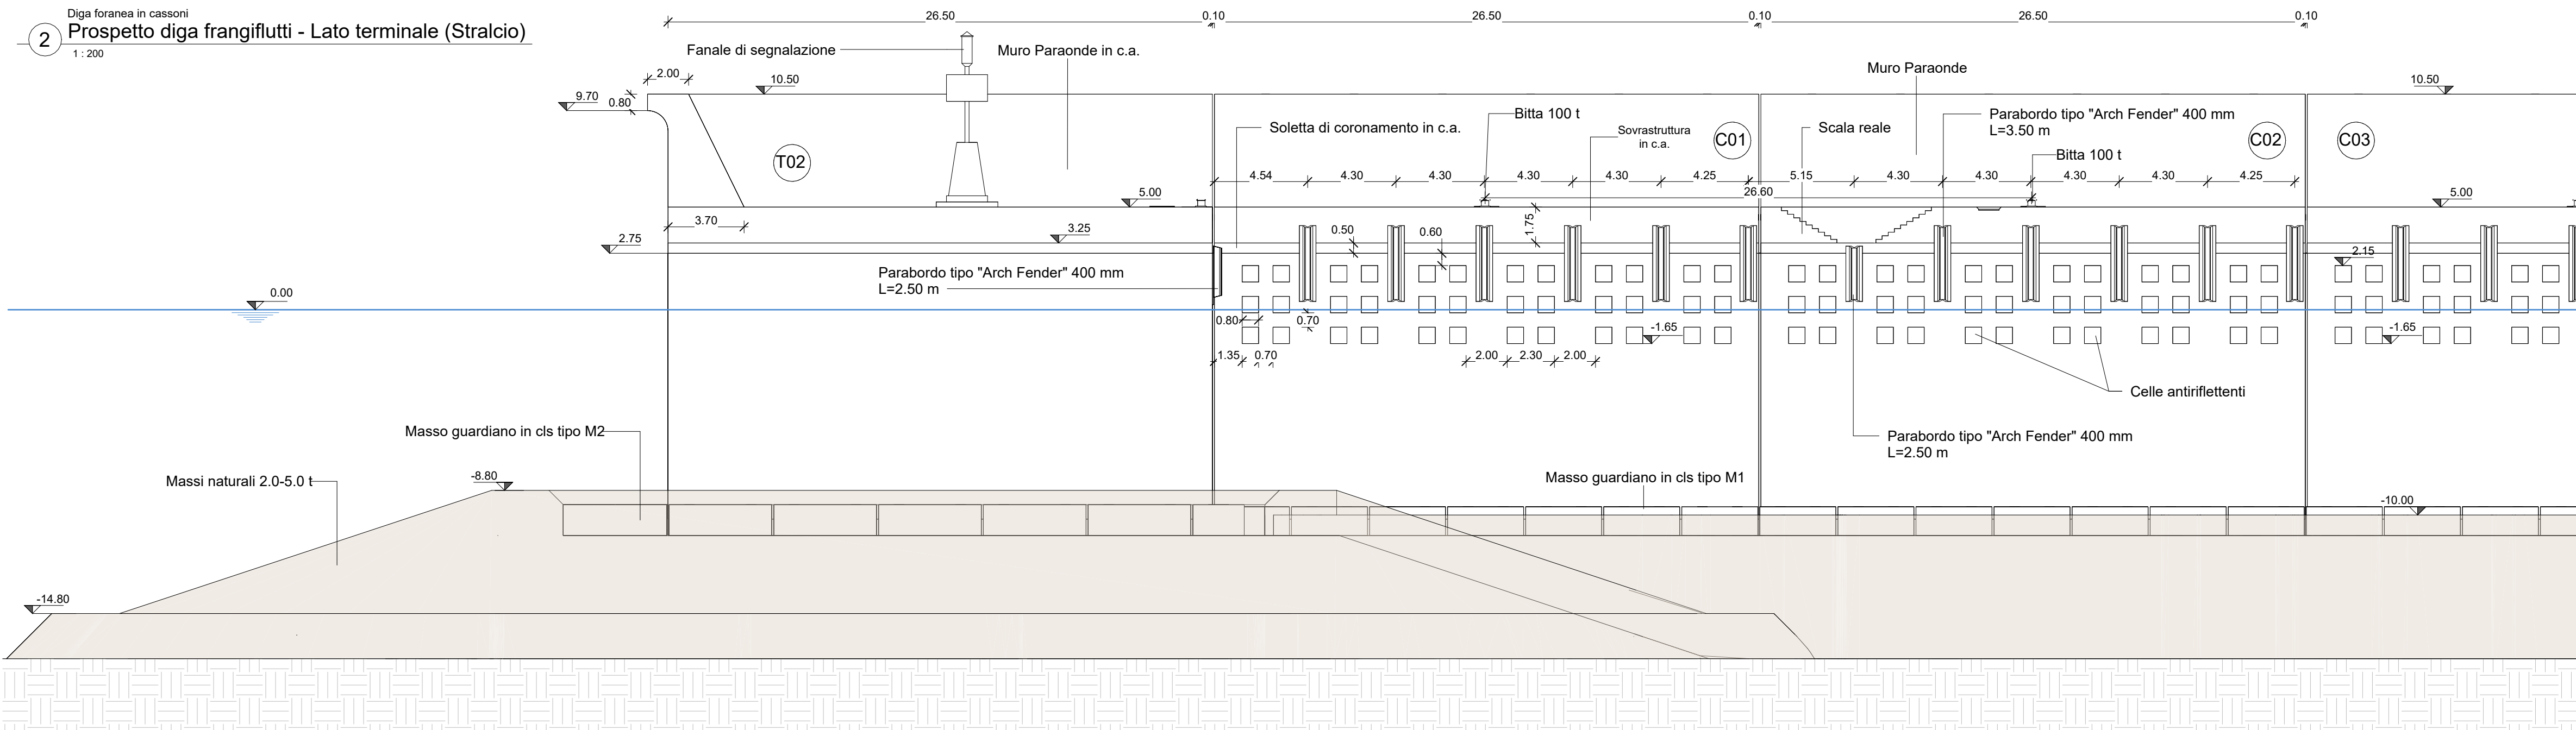 Diga foranea in cassoni
2
Prospetto diga frangiflutti - Lato terminale (Stralcio)
1 : 200
26.50
0.10
26.50
0.10
26.50
0.10
Fanale di segnalazione
Muro Paraonde in c.a.
Muro Paraonde
2.00
10.50
10.50
9.70
0.80
Bitta 100 t
Parabordo tipo "Arch Fender" 400 mm
L=3.50 m
Soletta di coronamento in c.a.
Sovrastruttura
in c.a.
Scala reale
C01
C02
C03
T02
Bitta 100 t
4.54
4.30
4.30
4.30
4.30
4.25
5.15
4.30
4.30
4.30
4.30
4.25
26.60
5.00
5.00
3.70
1.75
3.25
2.75
0.50
0.60
2.15
Parabordo tipo "Arch Fender" 400 mm
L=2.50 m
0.00
0.80
0.70
-1.65
-1.65
1.35
0.70
2.00
2.30
2.00
Celle antiriflettenti
Masso guardiano in cls tipo M2
Parabordo tipo "Arch Fender" 400 mm
L=2.50 m
Massi naturali 2.0-5.0 t
-8.80
Masso guardiano in cls tipo M1
-10.00
-14.80